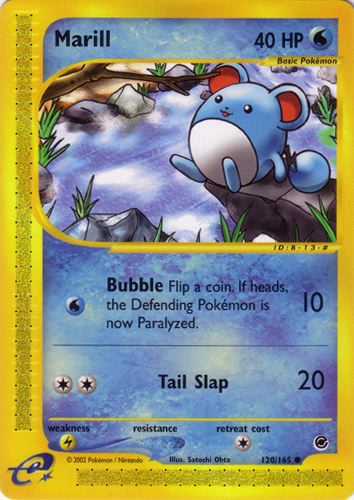 Marill 40 HP
Basic Pokémon
ID:B-13-#
Bubble Flip a coin. If heads,
the Defending Pokémon is
now Paralyzed.
10
Tail Slap 20
weakness resistance retreat cost
© 2002 Pokémon / Nintendo Illus. Satoshi Ohta 120/165
e